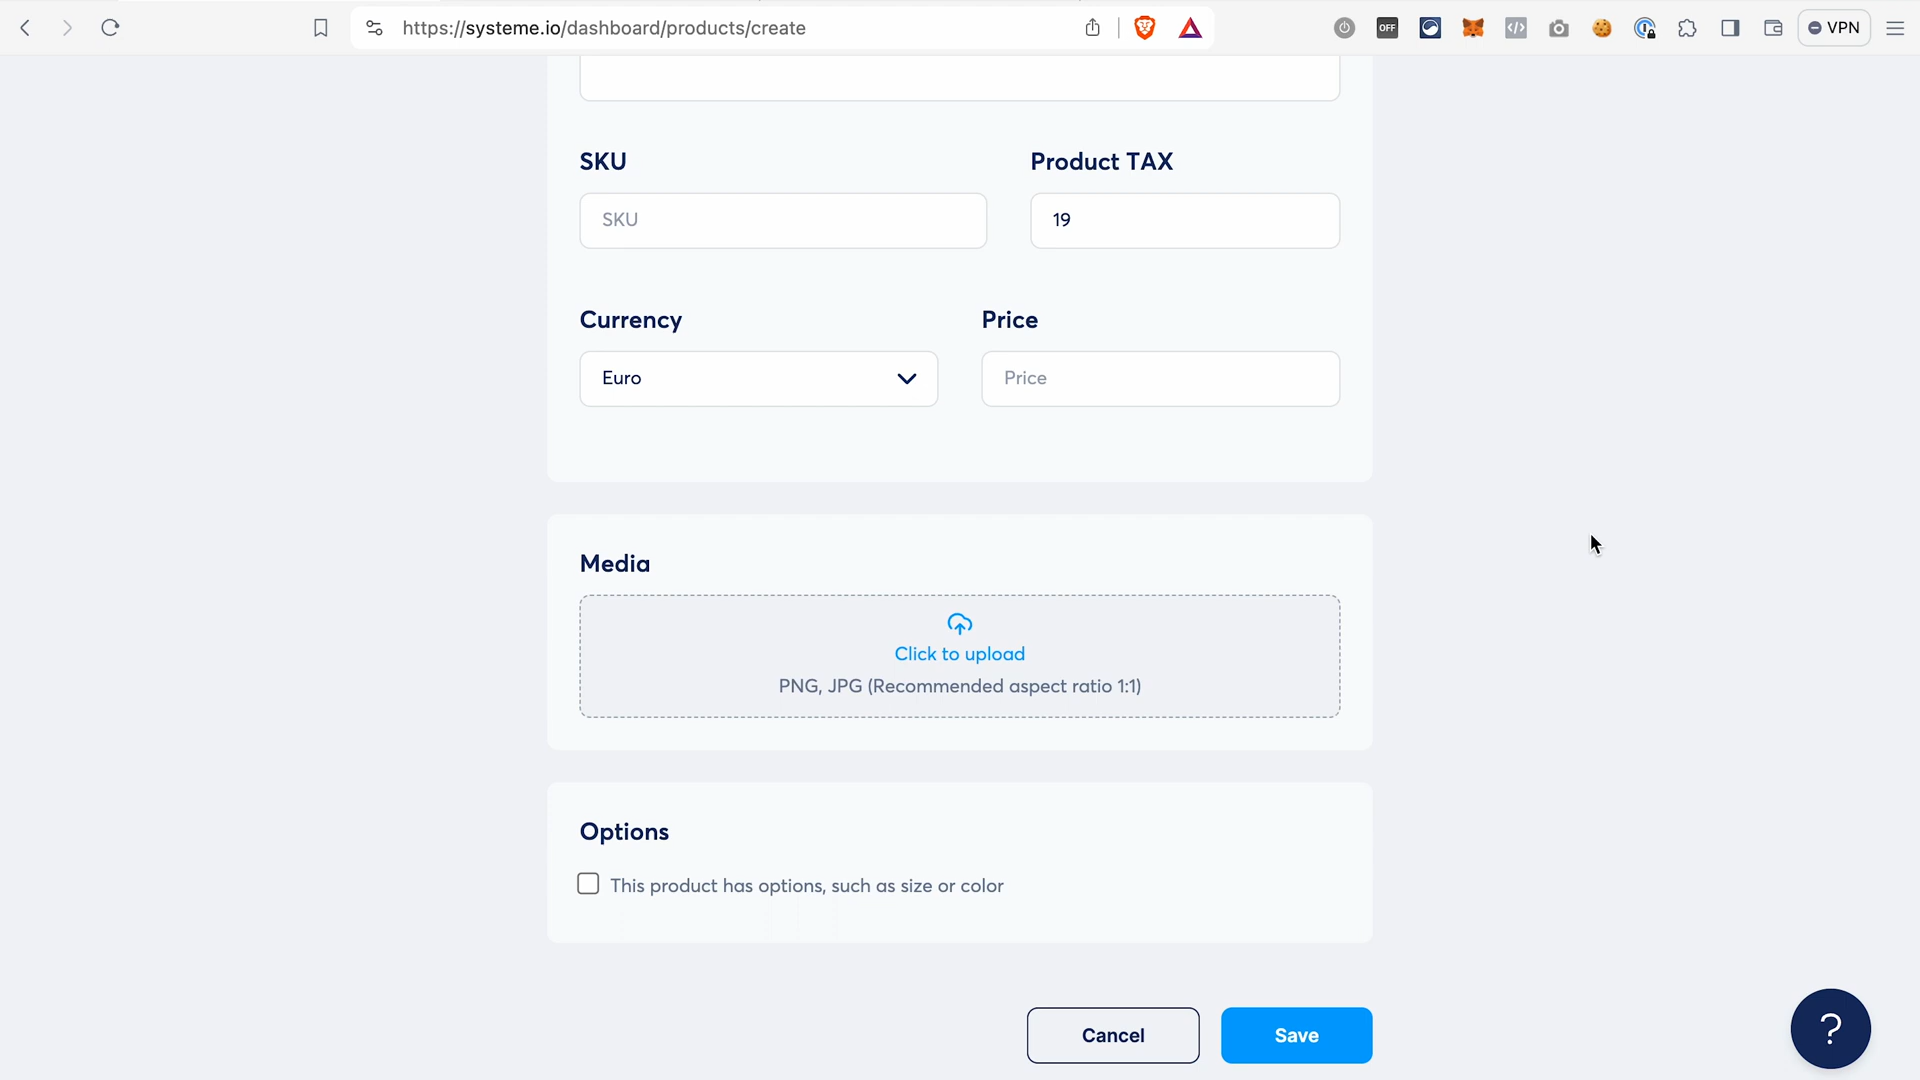 https://systeme.io/dashboard/products/create
OFF
VPN
SKU
Product TAX
SKU
19
Currency
Price
Euro
Price
Media
Click to upload
PNG, JPG (Recommended aspect ratio 1:1)
Options
This product has options, such as size or color
Cancel
Save
?